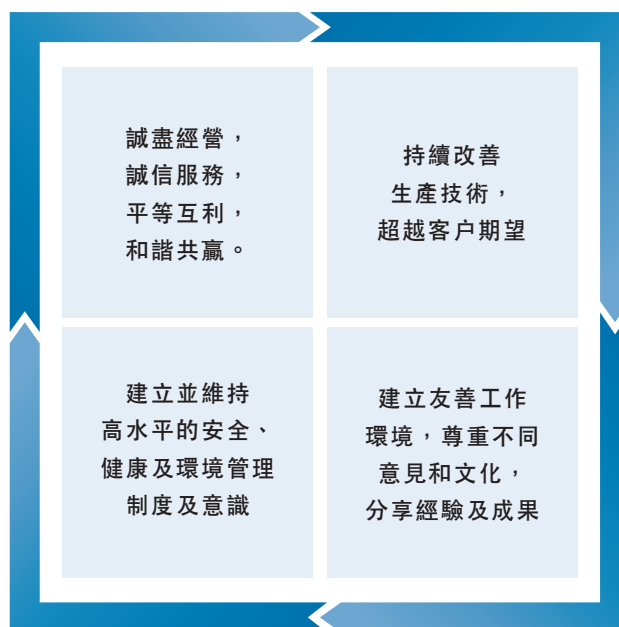 誠盡經營，
誠信服務，
平等互利，
和諧共贏。
持續改善
生產技術，
超越客户期望
建立並維持
高水平的安全、
健康及環境管理
制度及意識
建立友善工作
環境，尊重不同
意見和文化，
分享經驗及成果